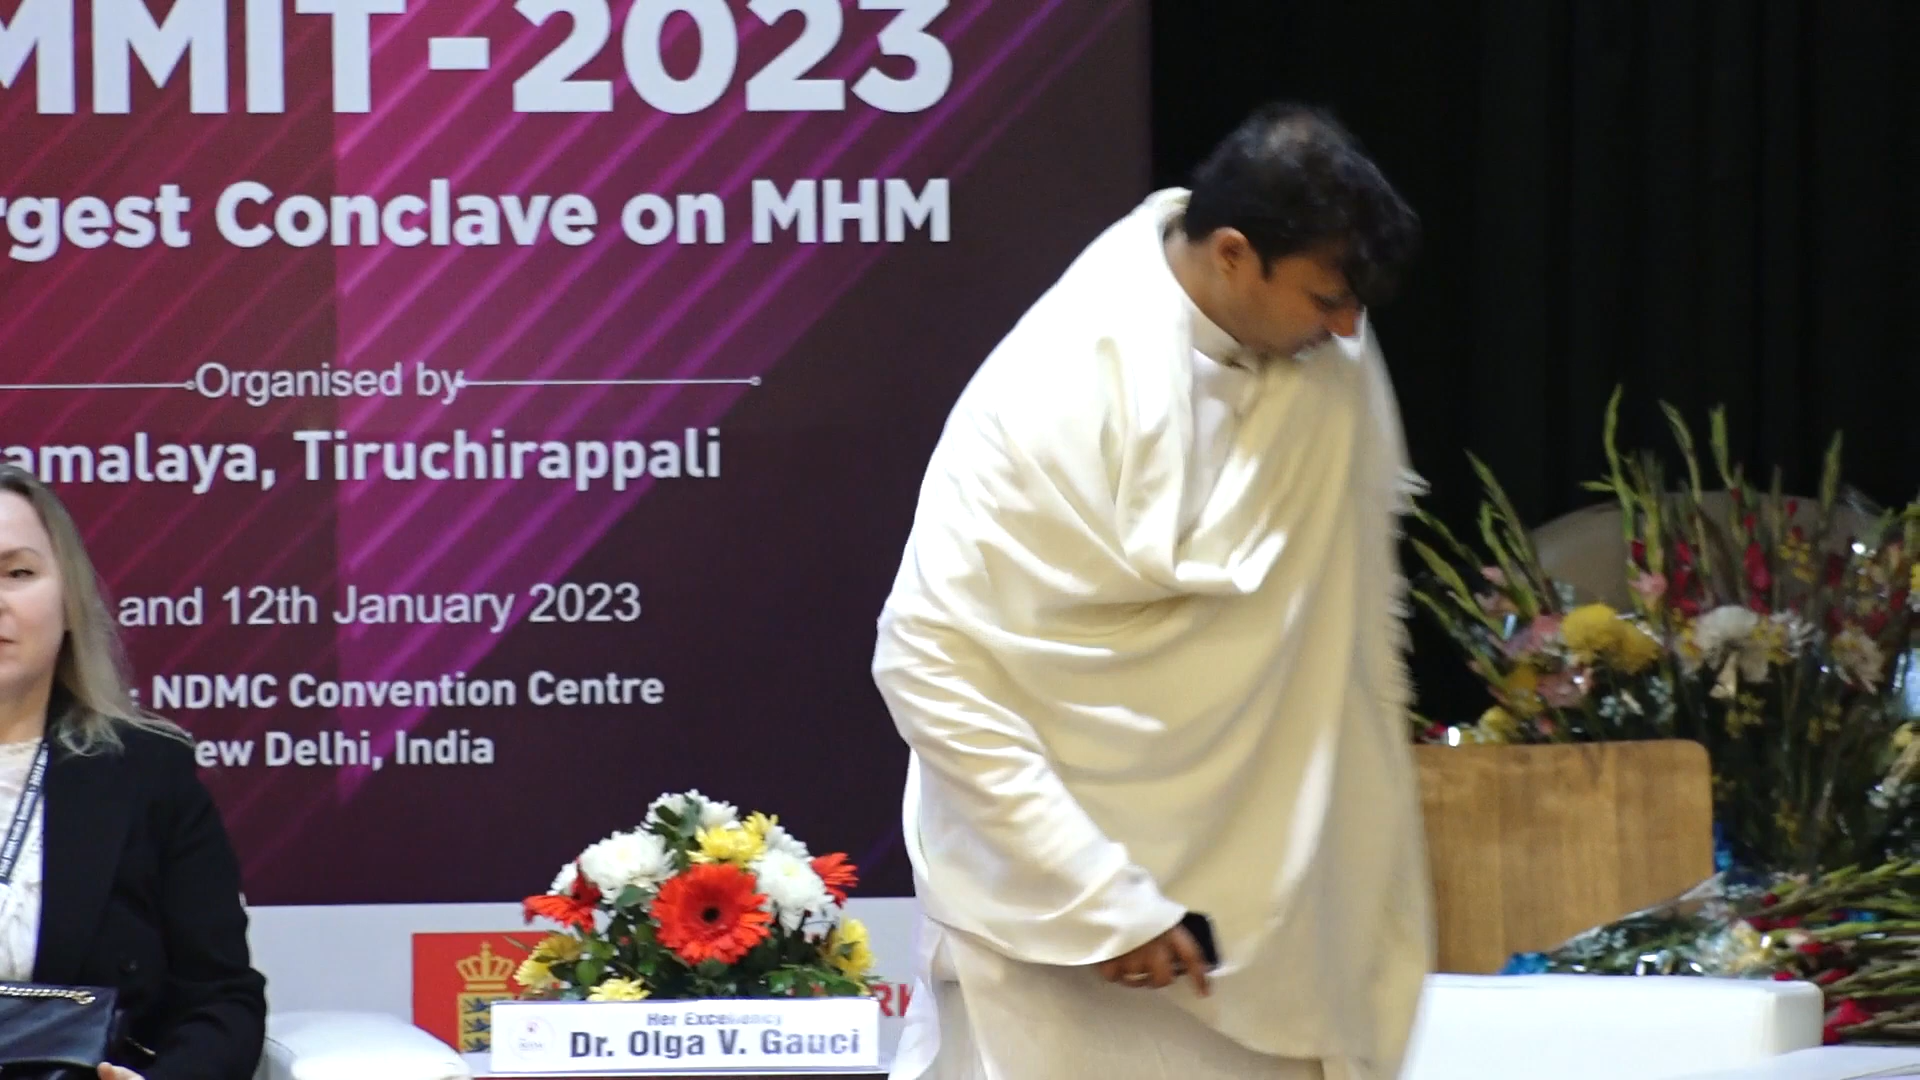 MMIT-2023
rgest Conclave on MHM
Organised by
amalaya, Tiruchirappali
and 12th January 2023
: NDMC Convention Centre
ew Delhi, India
Her Excellency
Dr. Olga V. Gauci